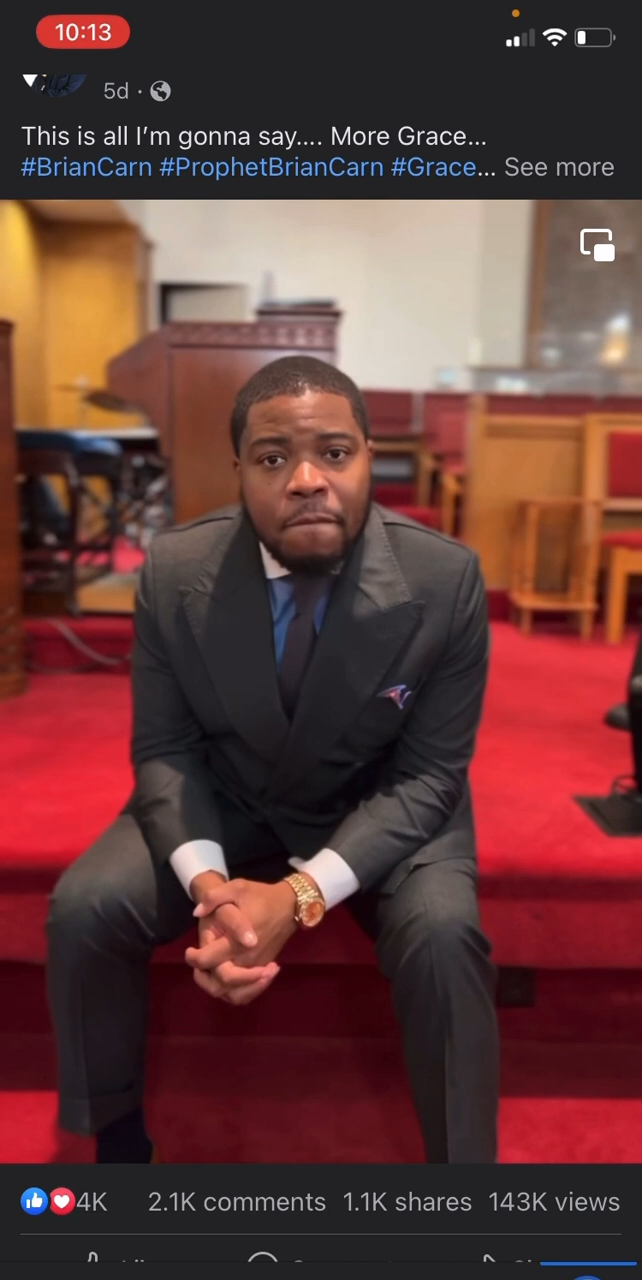 10:13
5d ·
This is all I'm gonna say.... More Grace...
#BrianCarn #ProphetBrianCarn #Grace... See more
4K 2.1K comments 1.1K shares 143K views